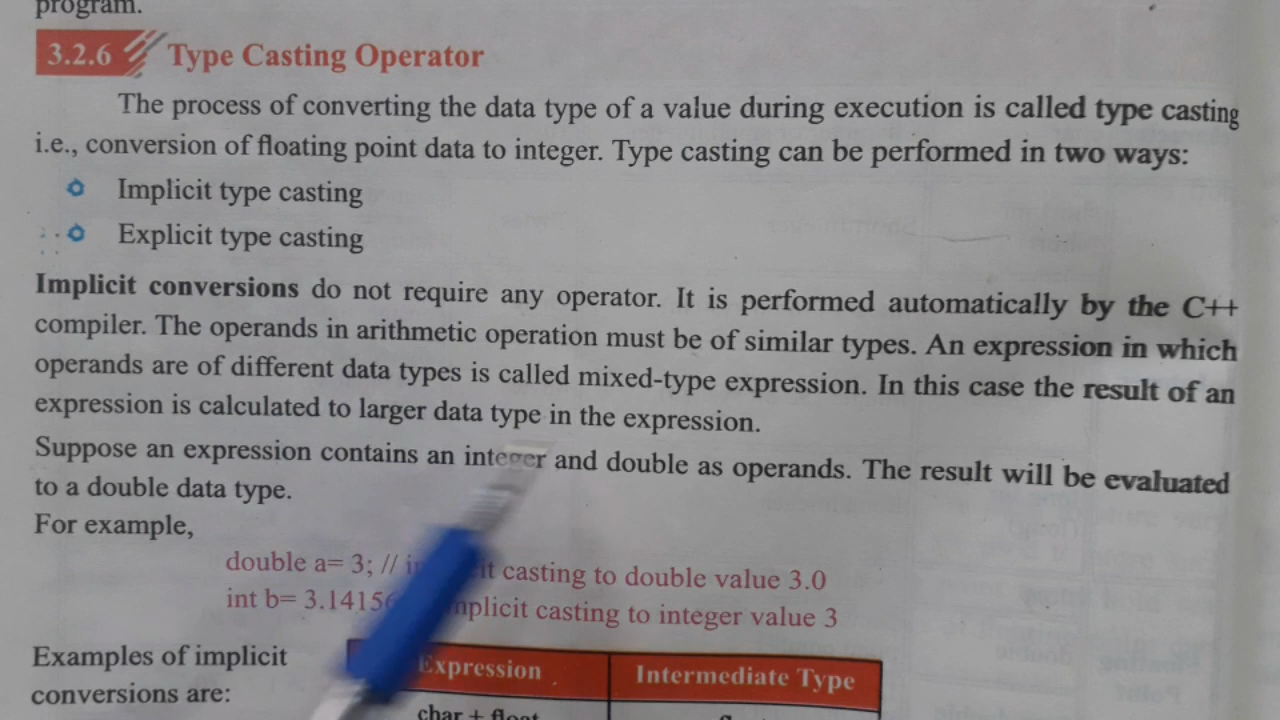 program.
3.2.6 Type Casting Operator
The process of converting the data type of a value during execution is called type casting
i.e., conversion of floating point data to integer. Type casting can be performed in two ways:
Implicit type casting
Explicit type casting
Implicit conversions do not require any operator. It is performed automatically by the C++
compiler. The operands in arithmetic operation must be of similar types. An expression in which
operands are of different data types is called mixed-type expression. In this case the result of an
expression is calculated to larger data type in the expression.
Suppose an expression contains an integer and double as operands. The result will be evaluated
to a double data type.
For example,
double a= 3; // casting to double value 3.0
int b= casting to integer value 3
Examples of implicit
conversions are:
Expression Intermediate Type
char + float